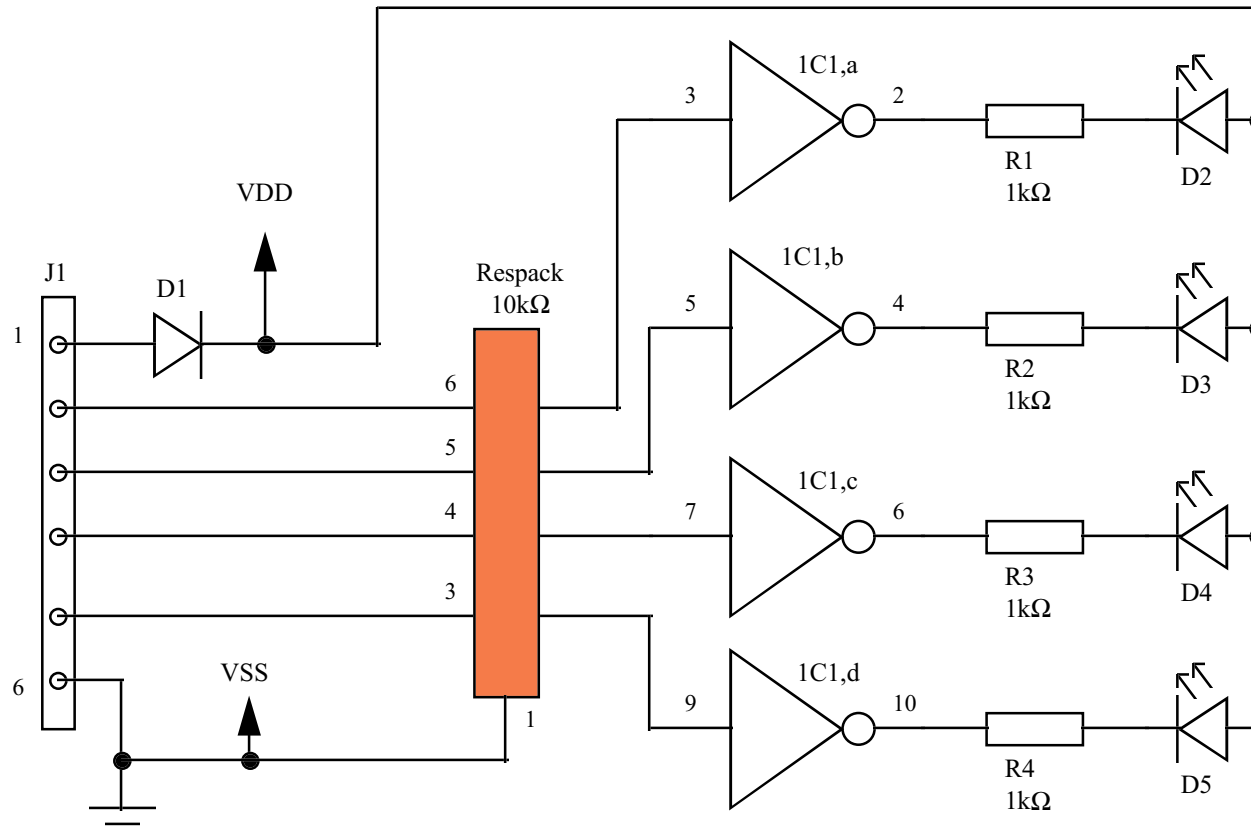 1C1,a
3
2
R1
1kΩ
D2
VDD
J1
D1
Respack
10kΩ
1C1,b
5
4
R2
1kΩ
D3
1
6
5
4
3
1C1,c
7
6
R3
1kΩ
D4
6
VSS
1
1C1,d
9
10
R4
1kΩ
D5